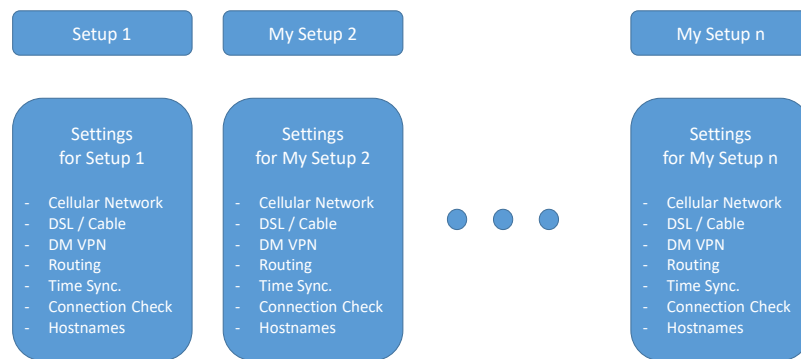 Setup 1
My Setup 2
My Setup n
Settings
for Setup 1
- Cellular Network
- DSL / Cable
- DM VPN
- Routing
- Time Sync.
- Connection Check
- Hostnames
Settings
for My Setup 2
- Cellular Network
- DSL / Cable
- DM VPN
- Routing
- Time Sync.
- Connection Check
- Hostnames
Settings
for My Setup n
- Cellular Network
- DSL / Cable
- DM VPN
- Routing
- Time Sync.
- Connection Check
- Hostnames